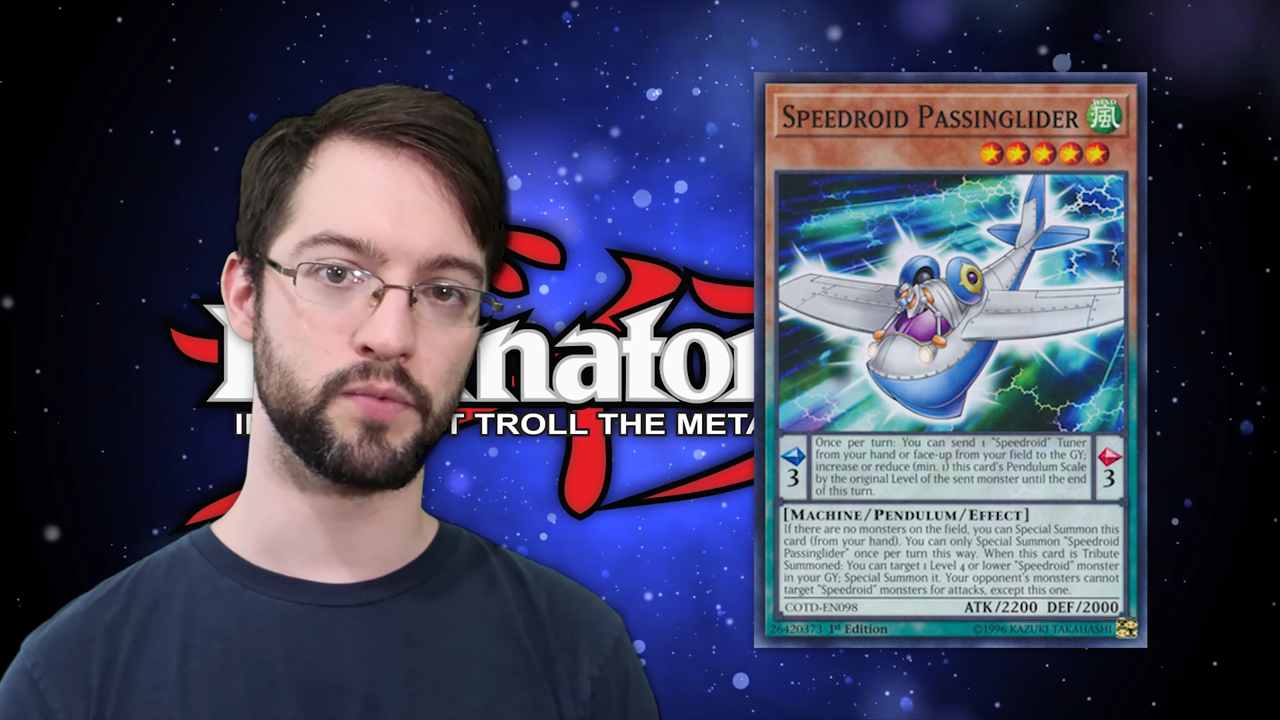 SPEEDROID PASSINGLIDER
WIND
風
TROLL THE META
Once per turn: You can send 1 "Speedroid" Tuner
from your hand or face-up from your field to the GY;
increase or reduce (min. 1) this card's Pendulum Scale
by the original Level of the sent monster until the end
of this turn.
3
3
[MACHINE/PENDULUM/EFFECT]
If there are no monsters on the field, you can Special Summon this
card (from your hand). You can only Special Summon "Speedroid
Passinglider" once per turn this way. When this card is Tribute
Summoned: You can target 1 Level 4 or lower "Speedroid" monster
in your GY; Special Summon it. Your opponent's monsters cannot
target "Speedroid" monsters for attacks, except this one.
COTD-EN098
ATK/2200 DEF/2000
26420373 1st Edition
©1996 KAZUKI TAKAHASHI